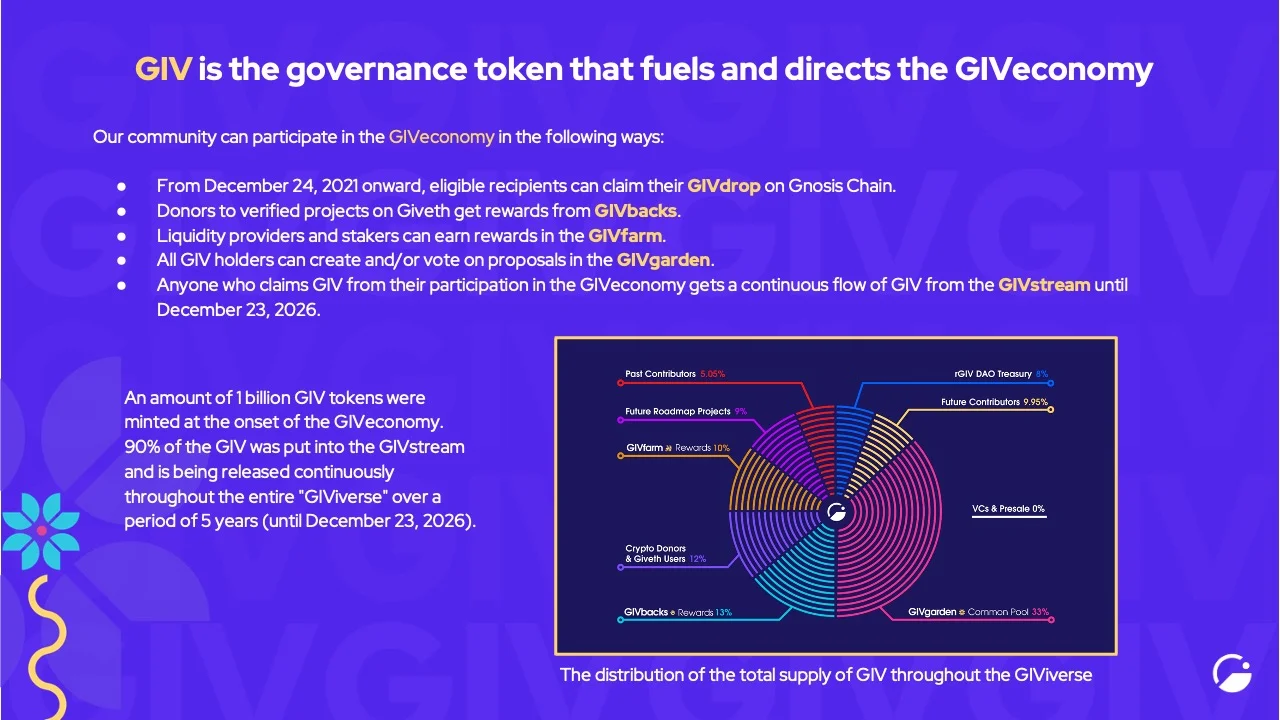 GIV is the governance token that fuels and directs the GIVeconomy
Our community can participate in the GIVeconomy in the following ways:
● From December 24, 2021 onward, eligible recipients can claim their GIVdrop on Gnosis Chain.
● Donors to verified projects on Giveth get rewards from GIVbacks.
● Liquidity providers and stakers can earn rewards in the GIVfarm.
● All GIV holders can create and/or vote on proposals in the GIVgarden.
● Anyone who claims GIV from their participation in the GIVeconomy gets a continuous flow of GIV from the GIVstream until
December 23, 2026.
An amount of 1 billion GIV tokens were
minted at the onset of the GIVeconomy.
90% of the GIV was put into the GIVstream
and is being released continuously
throughout the entire "GIViverse" over a
period of 5 years (until December 23, 2026).
Past Contributors 5.05%
rGIV DAO Treasury 8%
Future Roadmap Projects 9%
Future Contributors 9.95%
GIVfarm Rewards 10%
VCs & Presale 0%
Crypto Donors
& Giveth Users 12%
GIVbacks Rewards 13%
GIVgarden Common Pool 33%
The distribution of the total supply of GIV throughout the GIViverse